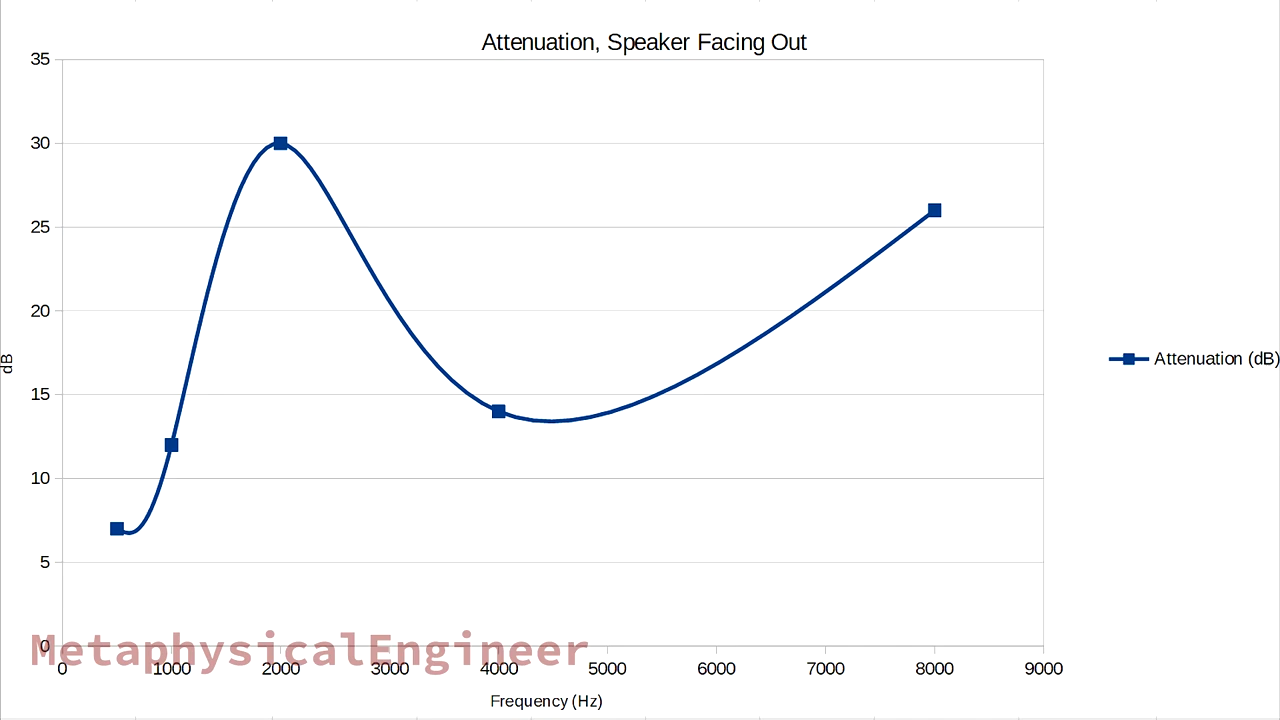 Attenuation, Speaker Facing Out
35
30
25
20
15
10
5
0
dB
Attenuation (dB)
MetaphysicalEngineer
0 1000 2000 3000 4000 5000 6000 7000 8000 9000
Frequency (Hz)